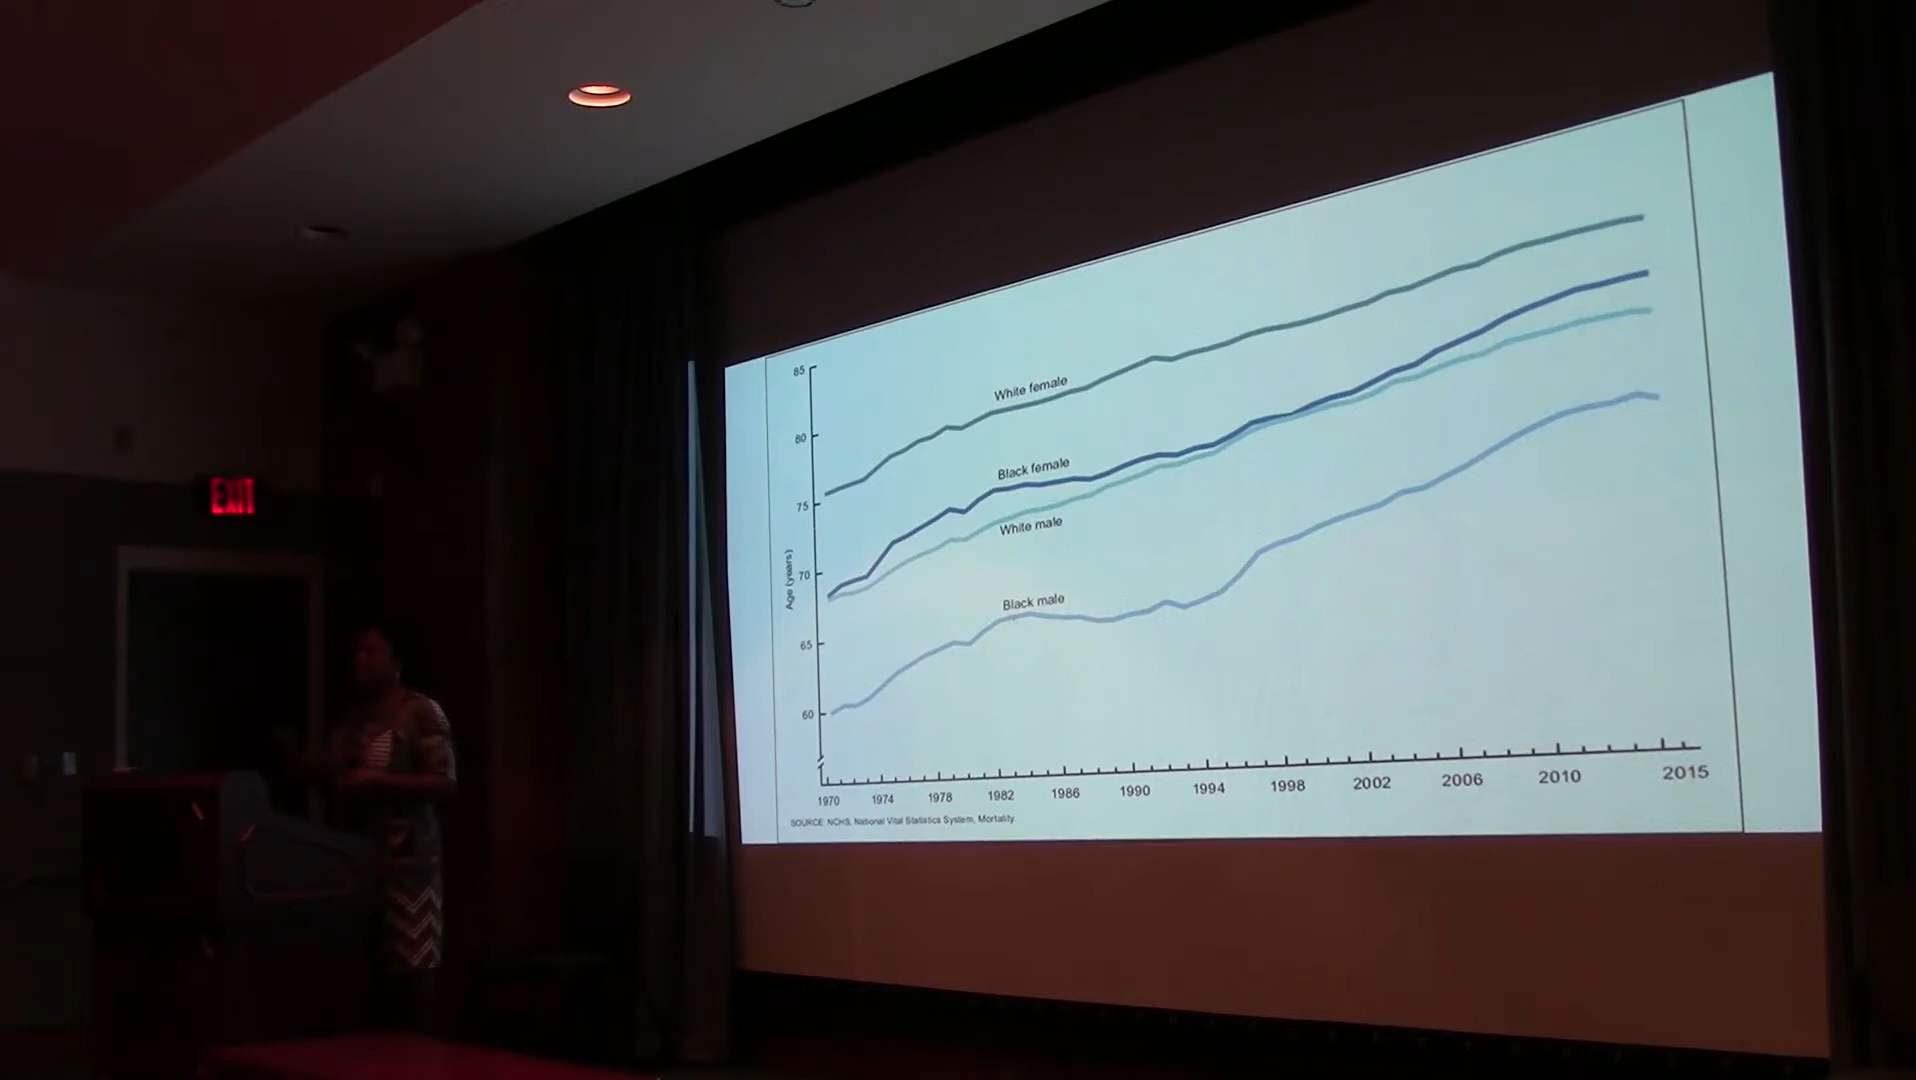 EXIT
85
White female
80
Black female
75
White male
Age (years)
70
Black male
65
60
1970 1974 1978 1982 1986 1990 1994 1998 2002 2006 2010 2015
SOURCE: NCHS, National Vital Statistics System, Mortality